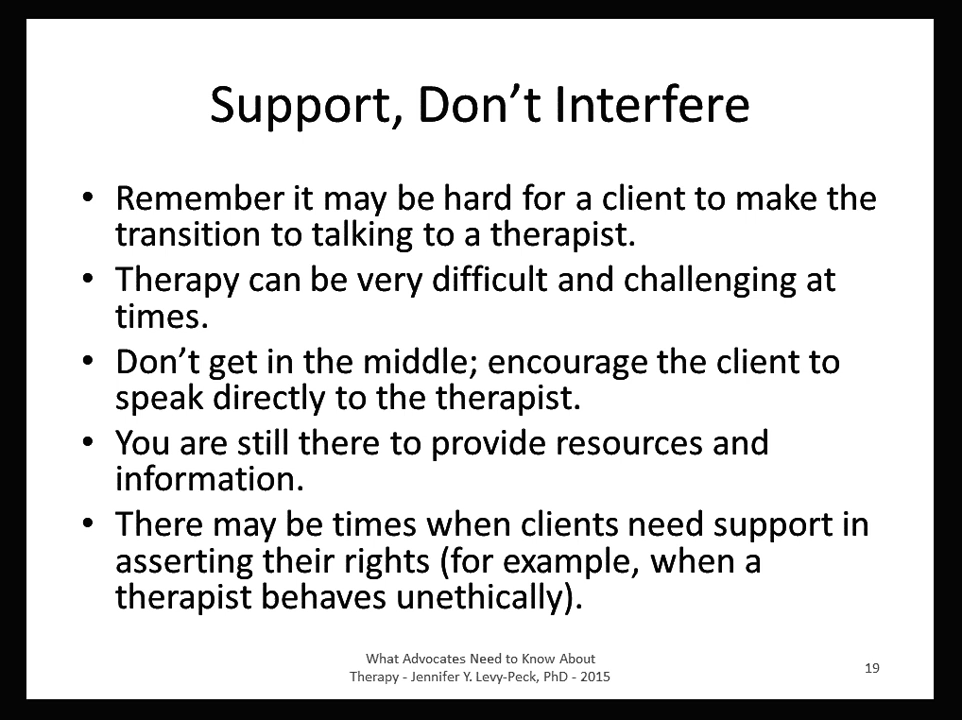 Support, Don’t Interfere
• Remember it may be hard for a client to make the
transition to talking to a therapist.
• Therapy can be very difficult and challenging at
times.
• Don’t get in the middle; encourage the client to
speak directly to the therapist.
• You are still there to provide resources and
information.
• There may be times when clients need support in
asserting their rights (for example, when a
therapist behaves unethically).
What Advocates Need to Know About
Therapy - Jennifer Y. Levy-Peck, PhD - 2015
19